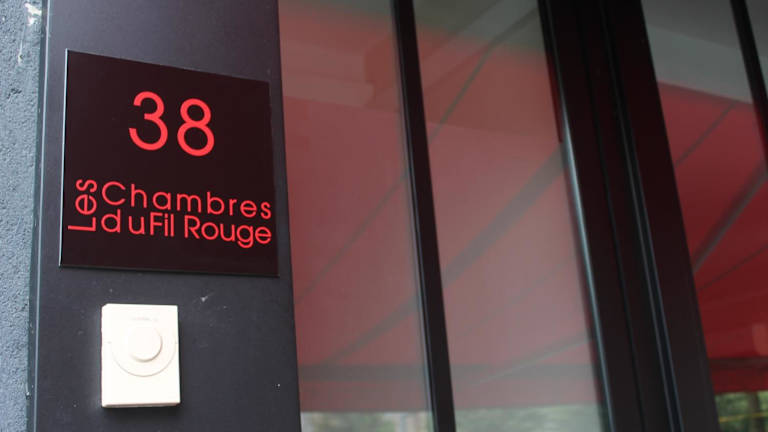 38
Les Chambres
du Fil Rouge